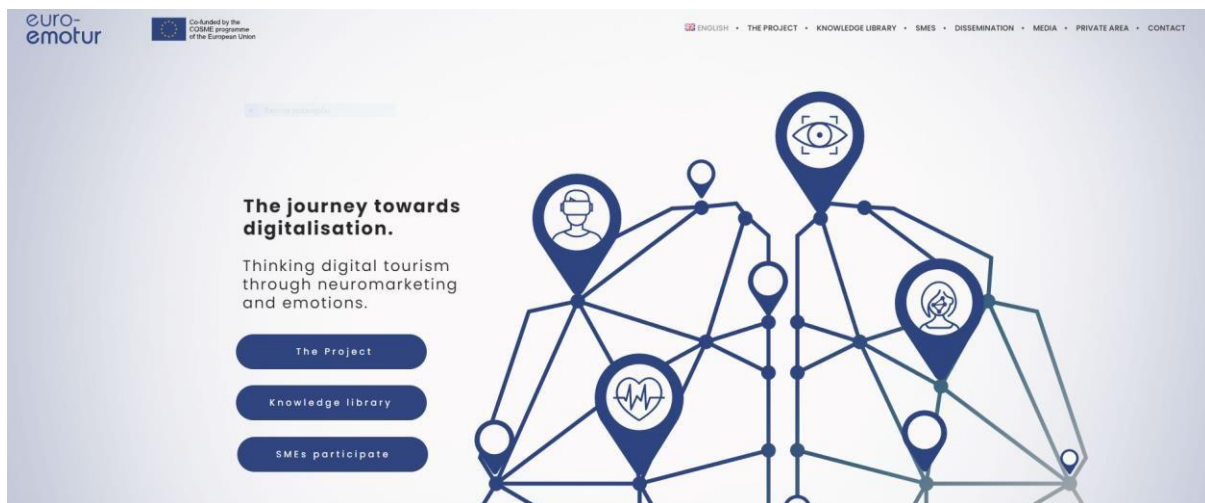 euro-
emotur
Co-funded by the
COSME programme
of the European Union
ENGLISH • THE PROJECT • KNOWLEDGE LIBRARY • SMES • DISSEMINATION • MEDIA • PRIVATE AREA • CONTACT
The journey towards
digitalisation.
Thinking digital tourism
through neuromarketing
and emotions.
The Project
Knowledge library
SMEs participate